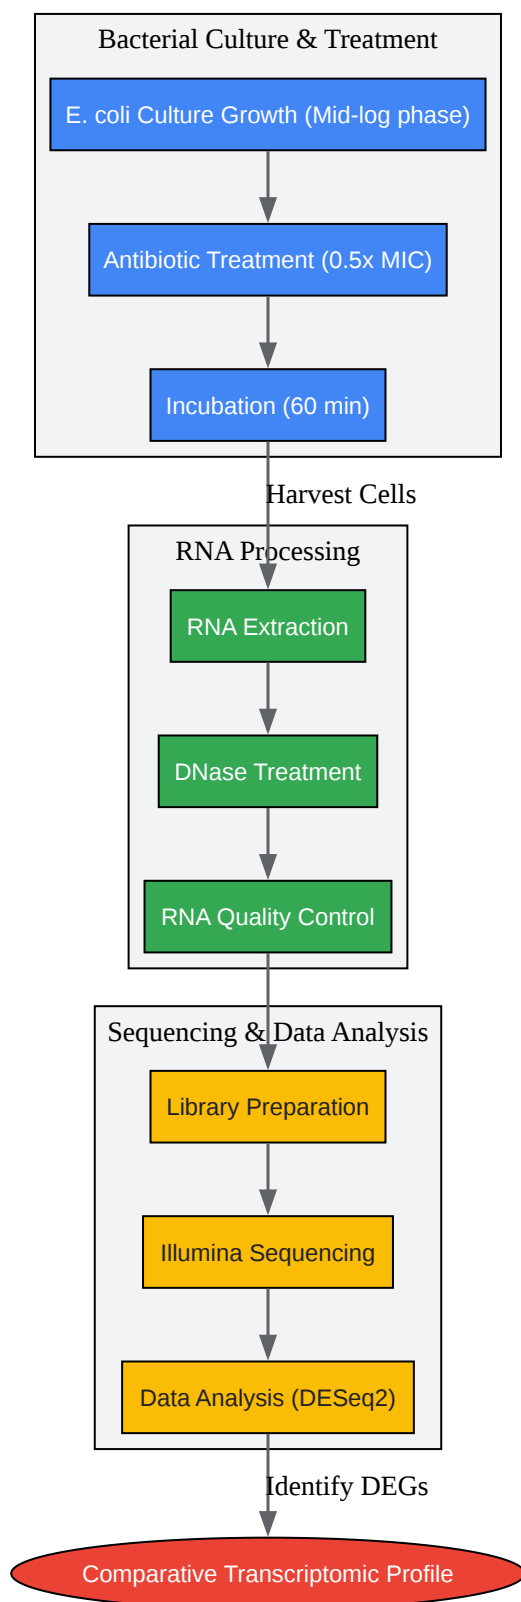 Bacterial Culture & Treatment
E. coli Culture Growth (Mid-log phase)
Antibiotic Treatment (0.5x MIC)
Incubation (60 min)
Harvest Cells
RNA Processing
RNA Extraction
DNase Treatment
RNA Quality Control
Sequencing & Data Analysis
Library Preparation
Illumina Sequencing
Data Analysis (DESeq2)
Identify DEGs
Comparative Transcriptomic Profile